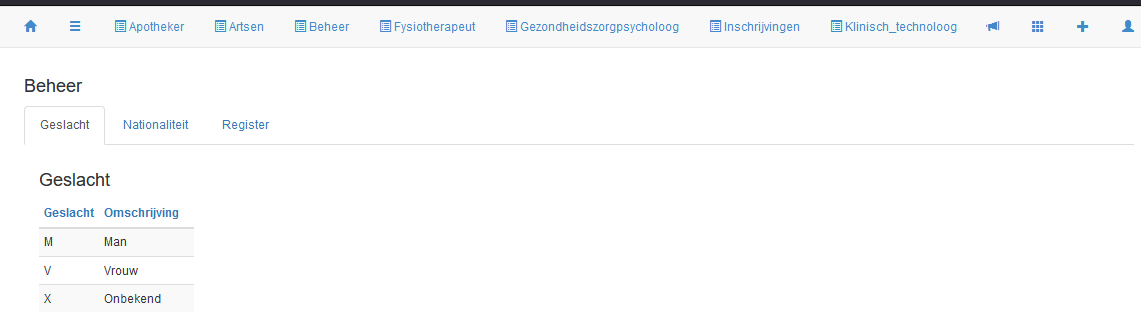 Apotheker Artsen Beheer Fysiotherapeut Gezondheidszorgpsycholoog Inschrijvingen Klinisch_technoloog
Beheer
Geslacht Nationaliteit Register
Geslacht
Geslacht Omschrijving
M Man
V Vrouw
X Onbekend